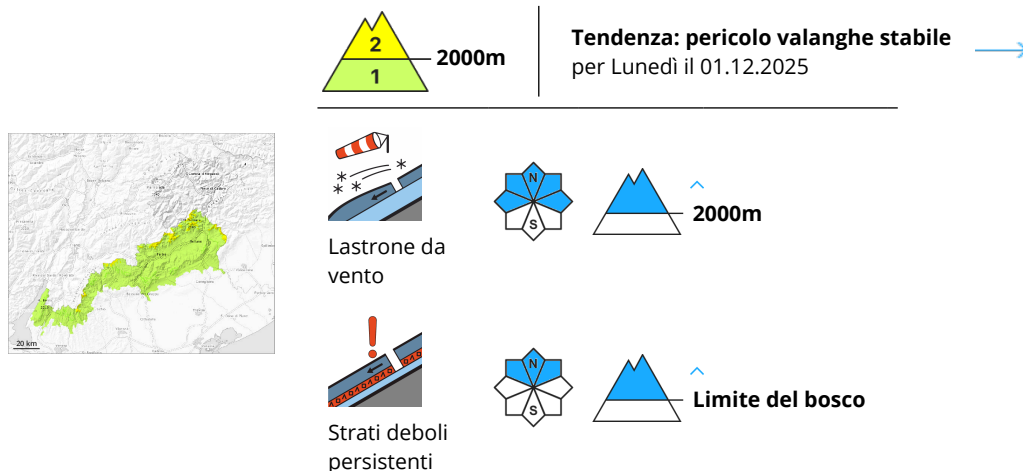 2
2000m
1
Tendenza: pericolo valanghe stabile
per Lunedì il 01.12.2025
N
S
2000m
Lastrone da
vento
20 km
N
S
Limite del bosco
Strati deboli
persistenti